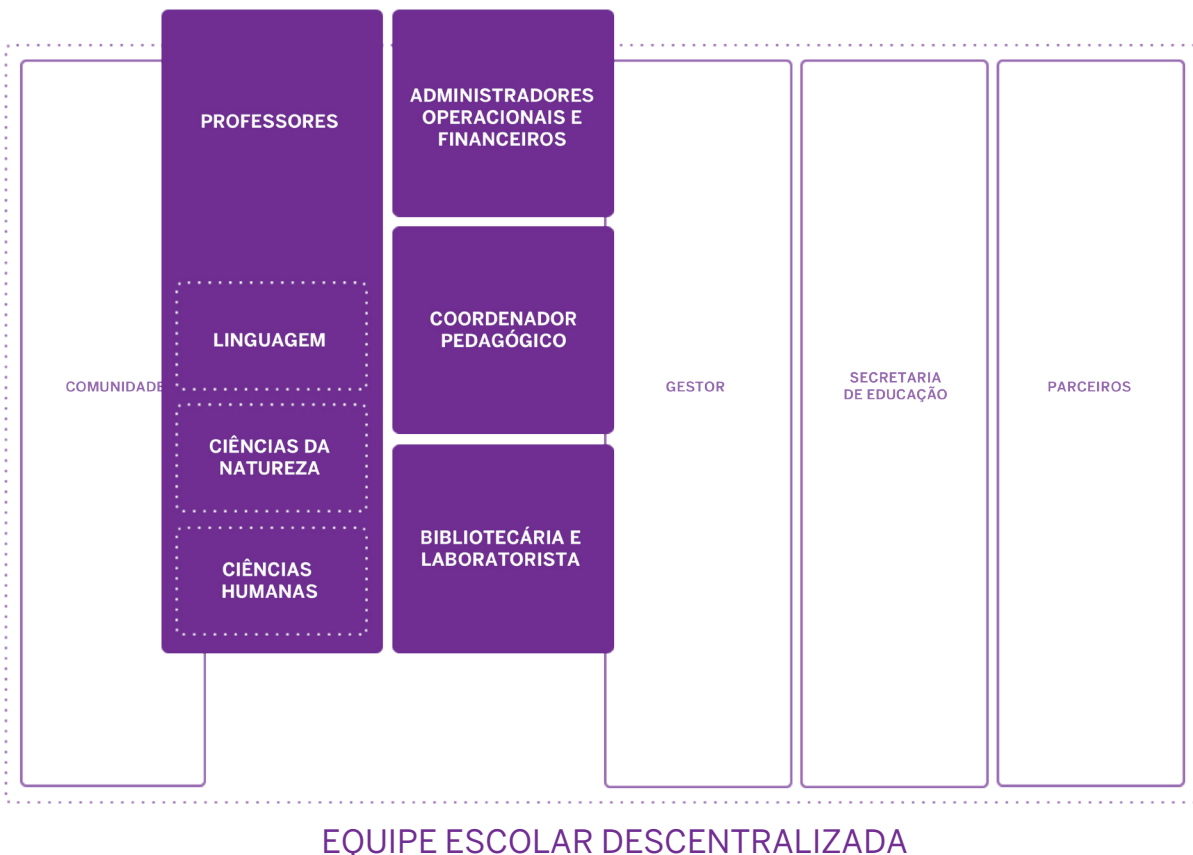 PROFESSORES
LINGUAGEM
CIÊNCIAS DA
NATUREZA
CIÊNCIAS
HUMANAS
ADMINISTRADORES
OPERACIONAIS E
FINANCEIROS
COORDENADOR
PEDAGÓGICO
BIBLIOTECÁRIA E
LABORATORISTA
COMUNIDADE
GESTOR
SECRETARIA
DE EDUCAÇÃO
PARCEIROS
EQUIPE ESCOLAR DESCENTRALIZADA